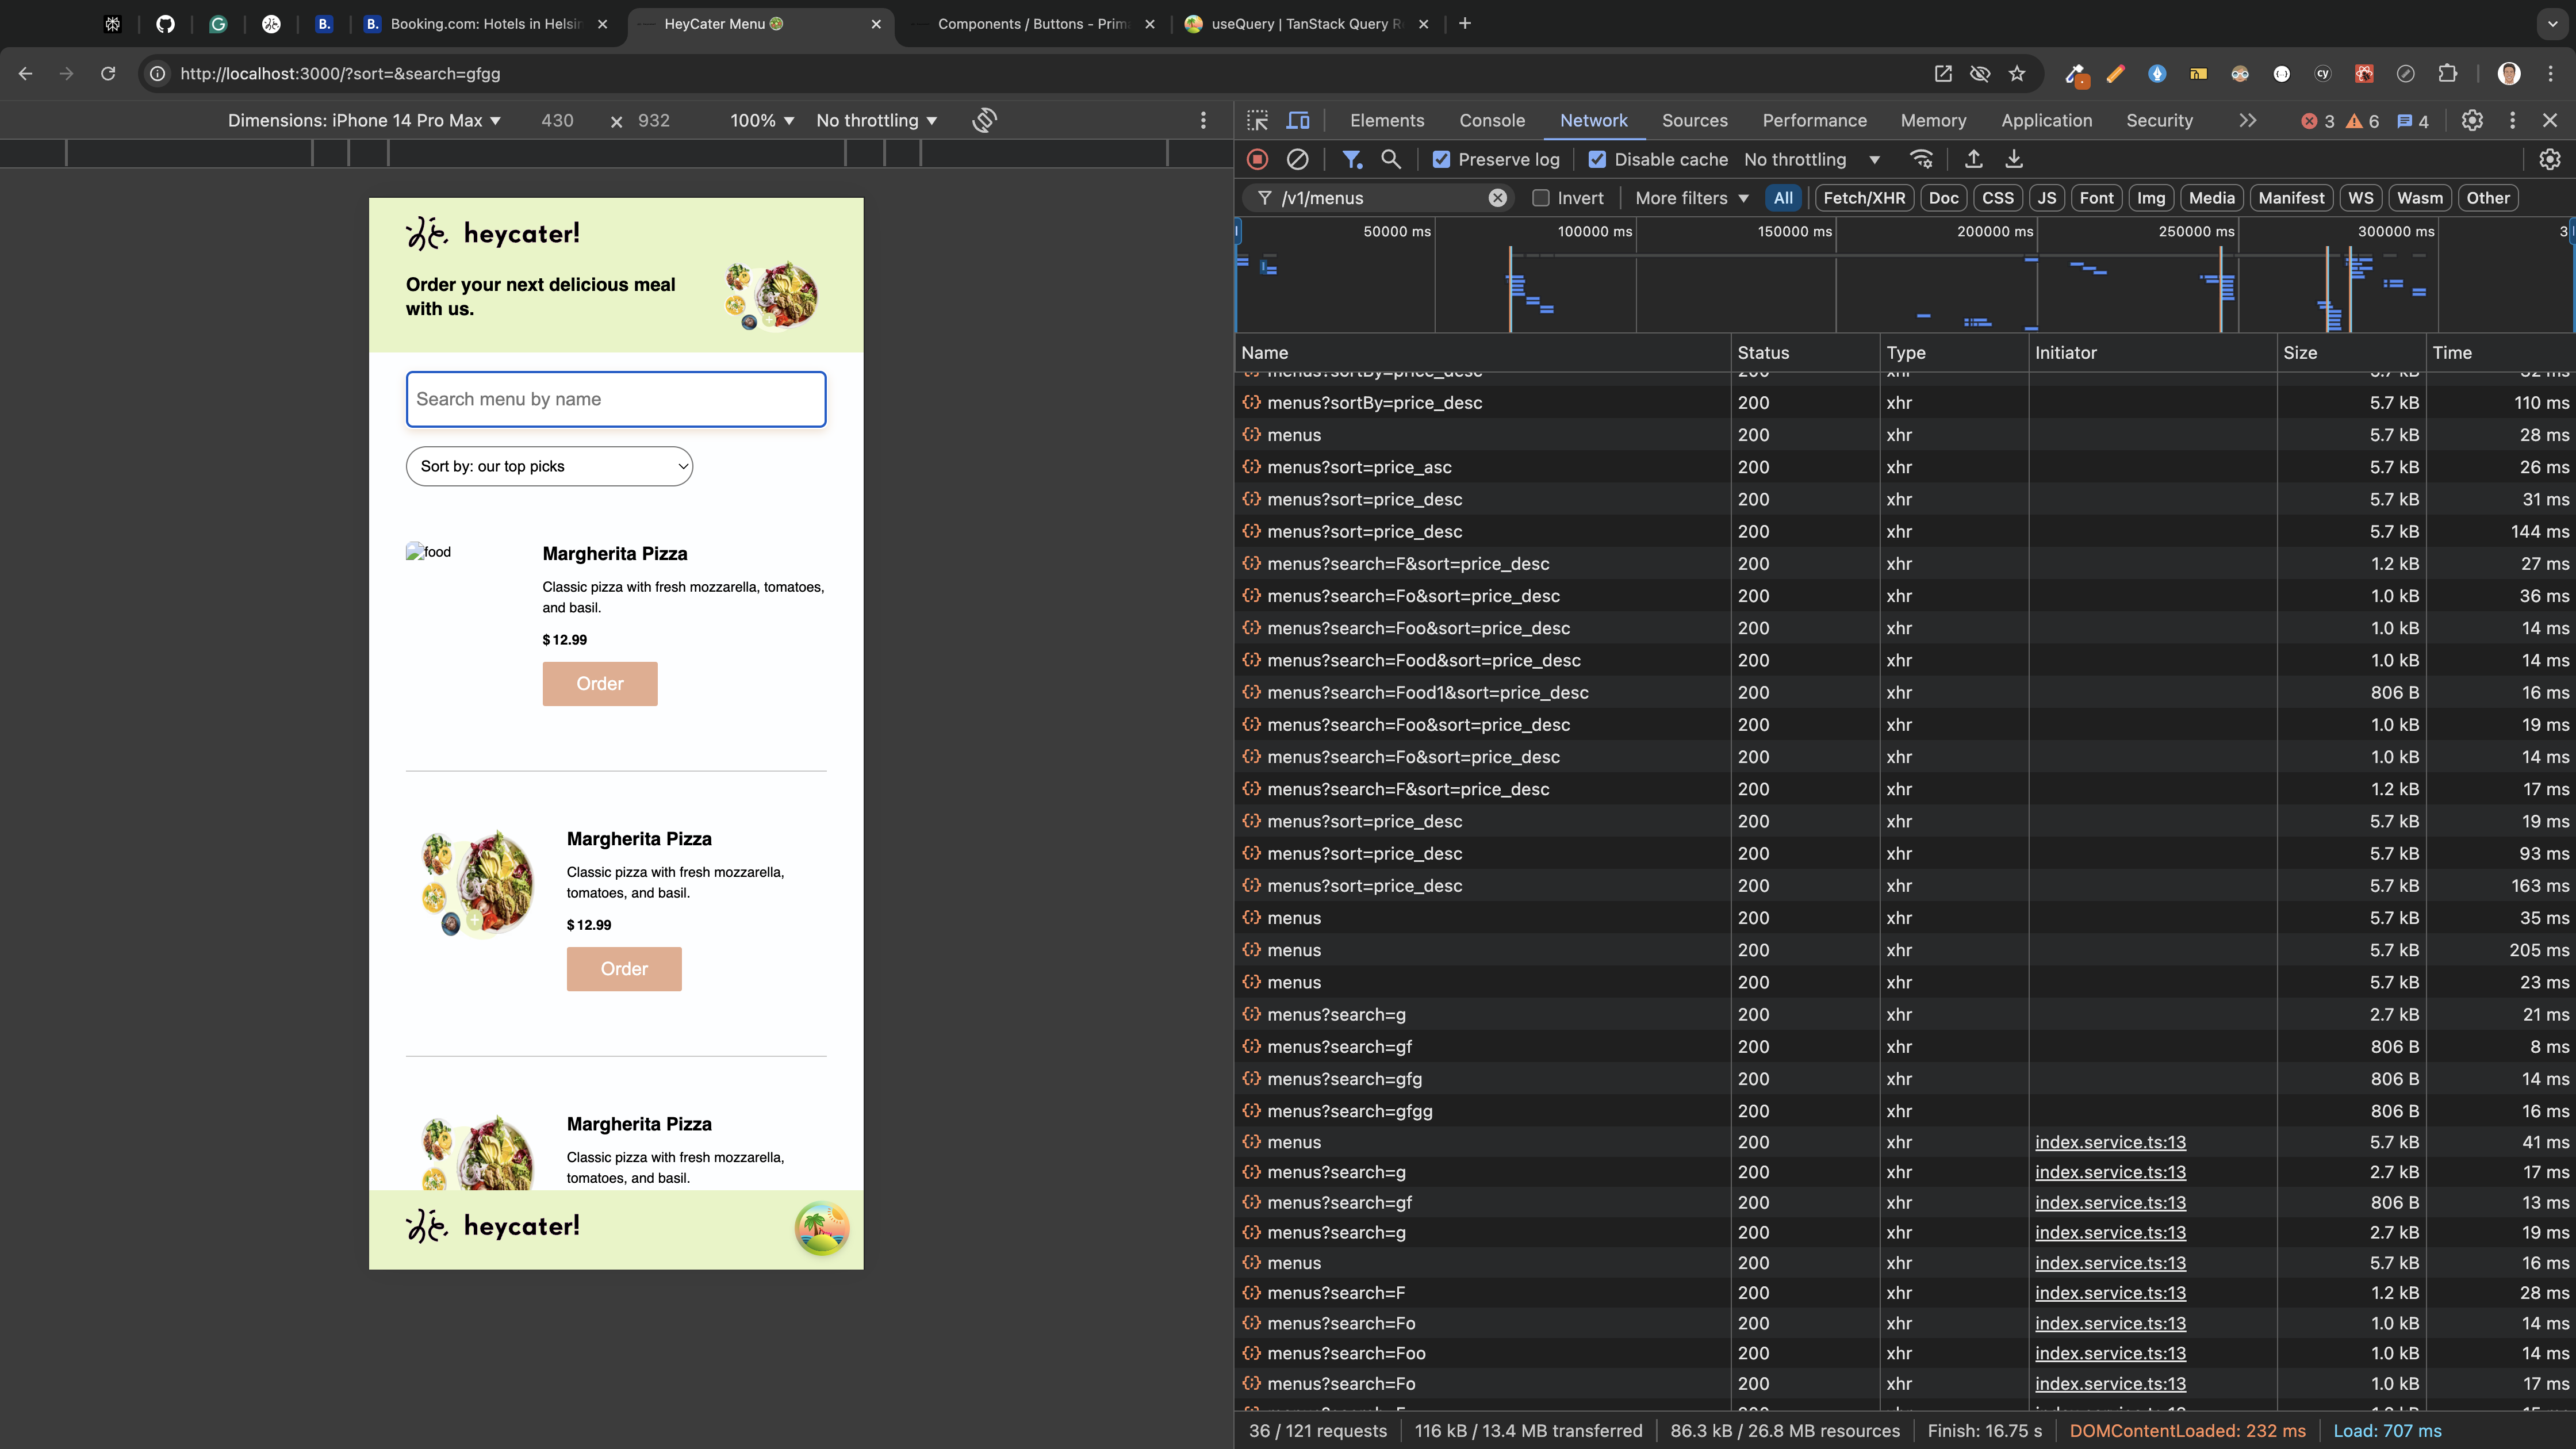 Booking.com: Hotels in Helsin
HeyCater Menu
Components / Buttons - Prim
useQuery | TanStack Query R
http://localhost:3000/?sort=&search=gfgg
Dimensions: iPhone 14 Pro Max 430 × 932 100% No throttling
Elements Console Network Sources Performance Memory Application Security 3 6 4
Preserve log Disable cache No throttling
/v1/menus Invert More filters All Fetch/XHR Doc CSS JS Font Img Media Manifest WS Wasm Other
50000 ms 100000 ms 150000 ms 200000 ms 250000 ms 300000 ms
Name Status Type Initiator Size Time
menus?sortBy=price_desc 200 xhr 5.7 kB
menus?sortBy=price_desc 200 xhr 5.7 kB 110 ms
menus 200 xhr 5.7 kB 28 ms
menus?sort=price_asc 200 xhr 5.7 kB 26 ms
menus?sort=price_desc 200 xhr 5.7 kB 31 ms
menus?sort=price_desc 200 xhr 5.7 kB 144 ms
menus?search=F&sort=price_desc 200 xhr 1.2 kB 27 ms
menus?search=Fo&sort=price_desc 200 xhr 1.0 kB 36 ms
menus?search=Foo&sort=price_desc 200 xhr 1.0 kB 14 ms
menus?search=Food&sort=price_desc 200 xhr 1.0 kB 14 ms
menus?search=Food1&sort=price_desc 200 xhr 806 B 16 ms
menus?search=Foo&sort=price_desc 200 xhr 1.0 kB 19 ms
menus?search=Fo&sort=price_desc 200 xhr 1.0 kB 14 ms
menus?search=F&sort=price_desc 200 xhr 1.2 kB 17 ms
menus?sort=price_desc 200 xhr 5.7 kB 19 ms
menus?sort=price_desc 200 xhr 5.7 kB 93 ms
menus?sort=price_desc 200 xhr 5.7 kB 163 ms
menus 200 xhr 5.7 kB 35 ms
menus 200 xhr 5.7 kB 205 ms
menus 200 xhr 5.7 kB 23 ms
menus?search=g 200 xhr 2.7 kB 21 ms
menus?search=gf 200 xhr 806 B 8 ms
menus?search=gfg 200 xhr 806 B 14 ms
menus?search=gfgg 200 xhr 806 B 16 ms
menus 200 xhr index.service.ts:13 5.7 kB 41 ms
menus?search=g 200 xhr index.service.ts:13 2.7 kB 17 ms
menus?search=gf 200 xhr index.service.ts:13 806 B 13 ms
menus?search=g 200 xhr index.service.ts:13 2.7 kB 19 ms
menus 200 xhr index.service.ts:13 5.7 kB 16 ms
menus?search=F 200 xhr index.service.ts:13 1.2 kB 28 ms
menus?search=Fo 200 xhr index.service.ts:13 1.0 kB 14 ms
menus?search=Foo 200 xhr index.service.ts:13 1.0 kB 14 ms
menus?search=Fo 200 xhr index.service.ts:13 1.0 kB 17 ms
36 / 121 requests 116 kB / 13.4 MB transferred 86.3 kB / 26.8 MB resources Finish: 16.75 s DOMContentLoaded: 232 ms Load: 707 ms
heycater!
Order your next delicious meal
with us.
Search menu by name
Sort by: our top picks
food
Margherita Pizza
Classic pizza with fresh mozzarella, tomatoes,
and basil.
$ 12.99
Order
Margherita Pizza
Classic pizza with fresh mozzarella,
tomatoes, and basil.
$ 12.99
Order
Margherita Pizza
Classic pizza with fresh mozzarella,
tomatoes, and basil.
heycater!